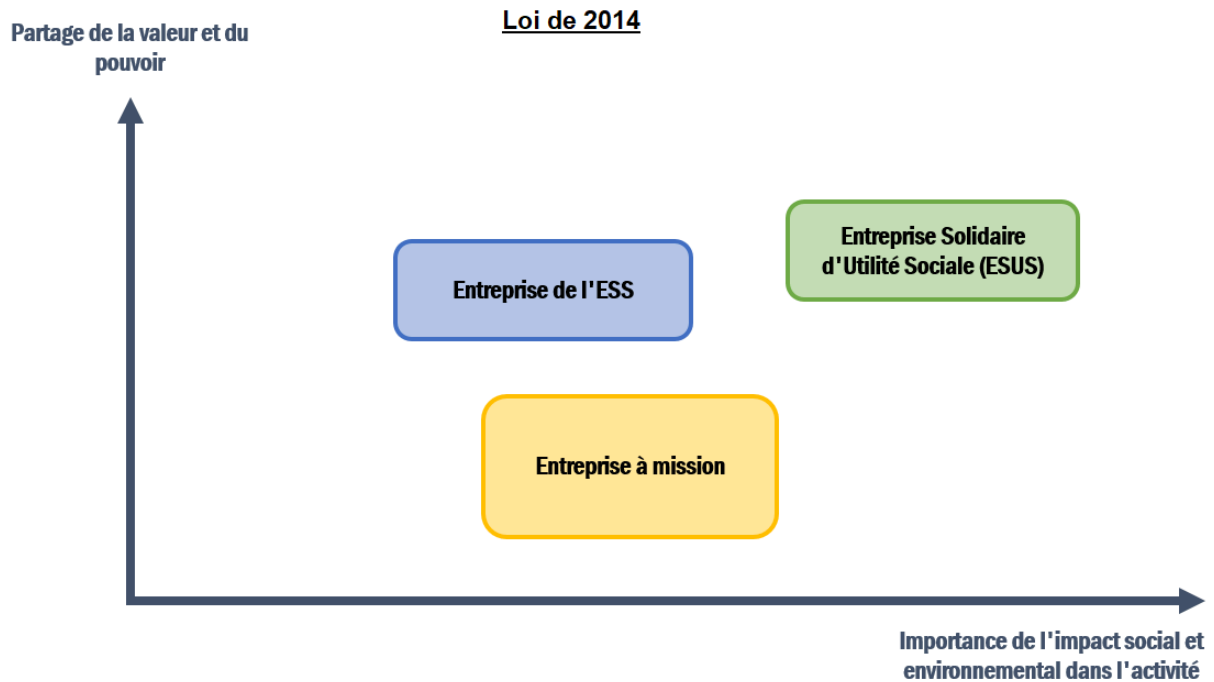 Loi de 2014
Partage de la valeur et du
pouvoir
Entreprise Solidaire
d'Utilité Sociale (ESUS)
Entreprise de l'ESS
Entreprise à mission
Importance de l'impact social et
environnemental dans l'activité